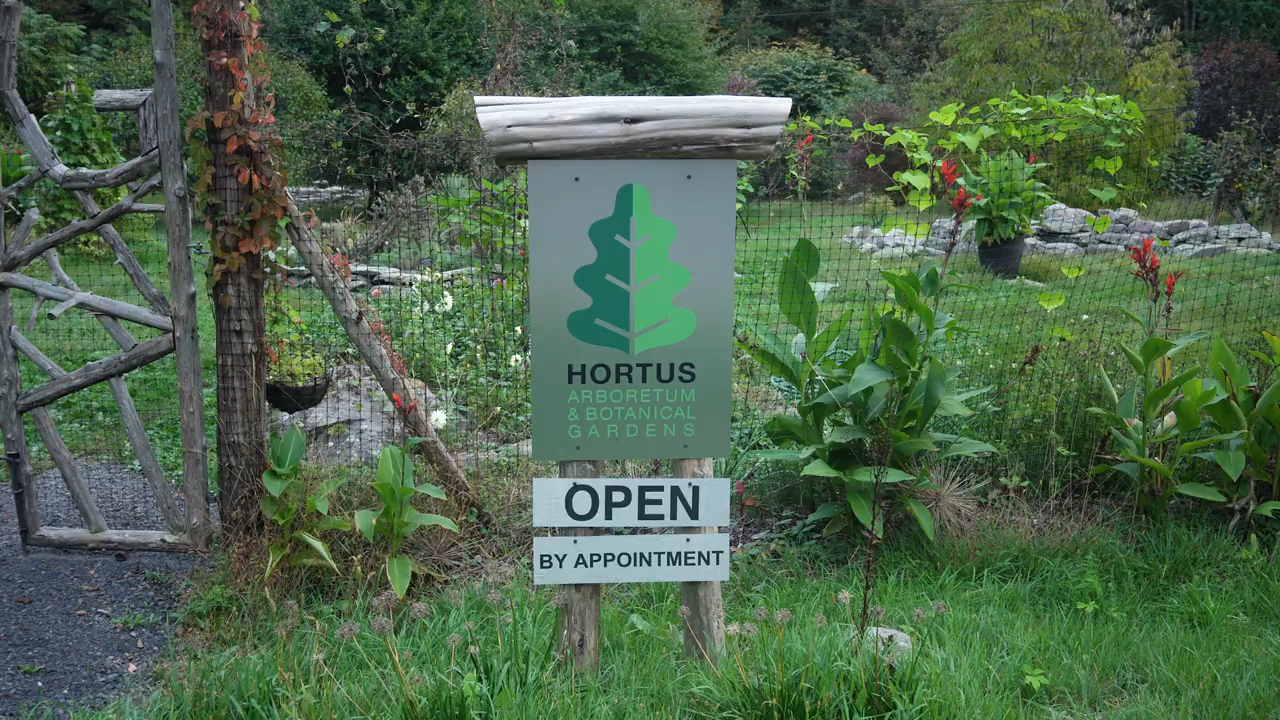 HORTUS
ARBORETUM
& BOTANICAL
GARDENS
OPEN
BY APPOINTMENT